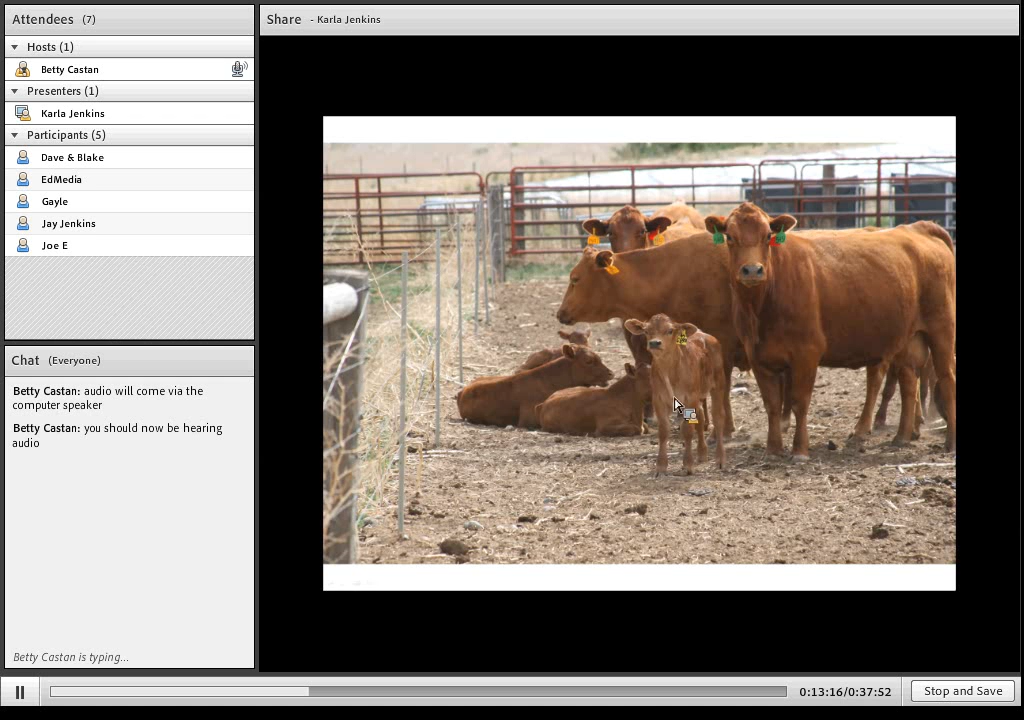 Attendees (7)
Hosts (1)
Betty Castan
Presenters (1)
Karla Jenkins
Participants (5)
Dave & Blake
EdMedia
Gayle
Jay Jenkins
Joe E
Chat (Everyone)
Betty Castan: audio will come via the
computer speaker
Betty Castan: you should now be hearing
audio
Betty Castan is typing...
Share - Karla Jenkins
0:13:16/0:37:52
Stop and Save